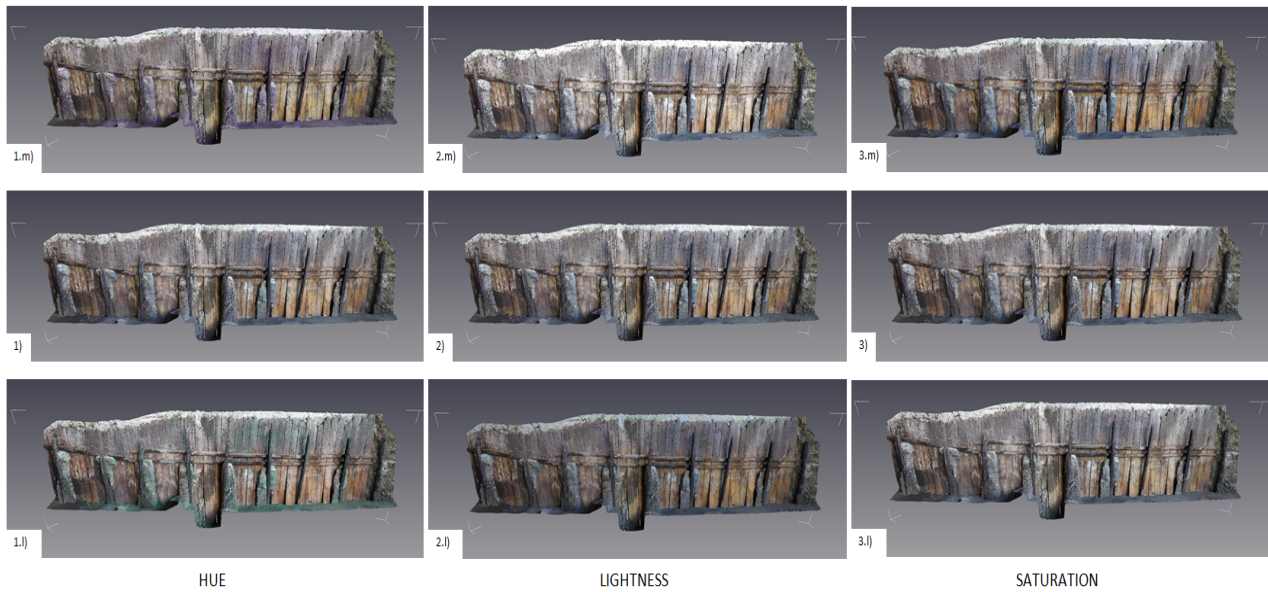 1.m)
2.m)
3.m)
1)
2)
3)
1.l)
2.l)
3.l)
HUE
LIGHTNESS
SATURATION